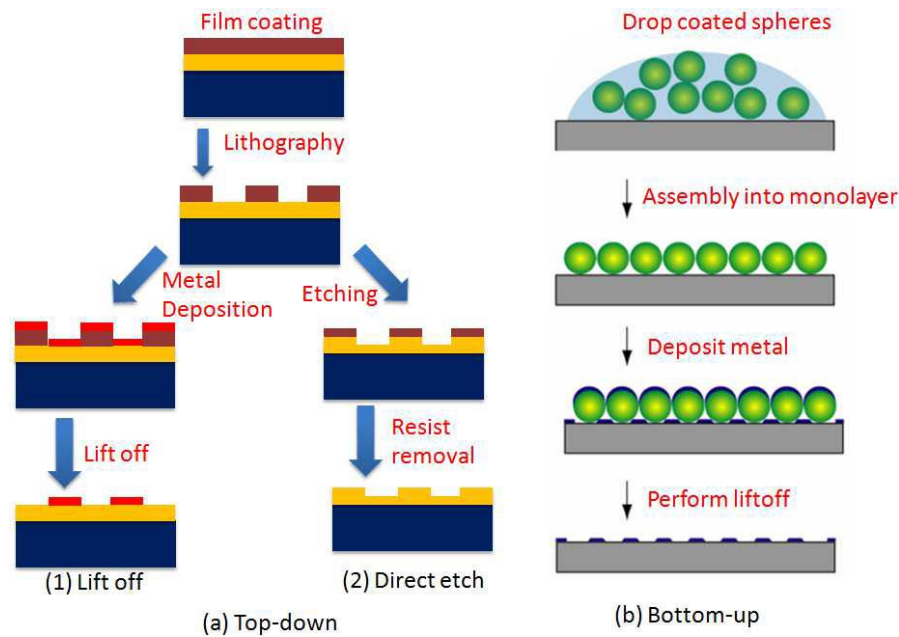 Film coating
Lithography
Metal
Deposition
Etching
Lift off
Resist
removal
(1) Lift off
(2) Direct etch
(a) Top-down
Drop coated spheres
Assembly into monolayer
Deposit metal
Perform liftoff
(b) Bottom-up